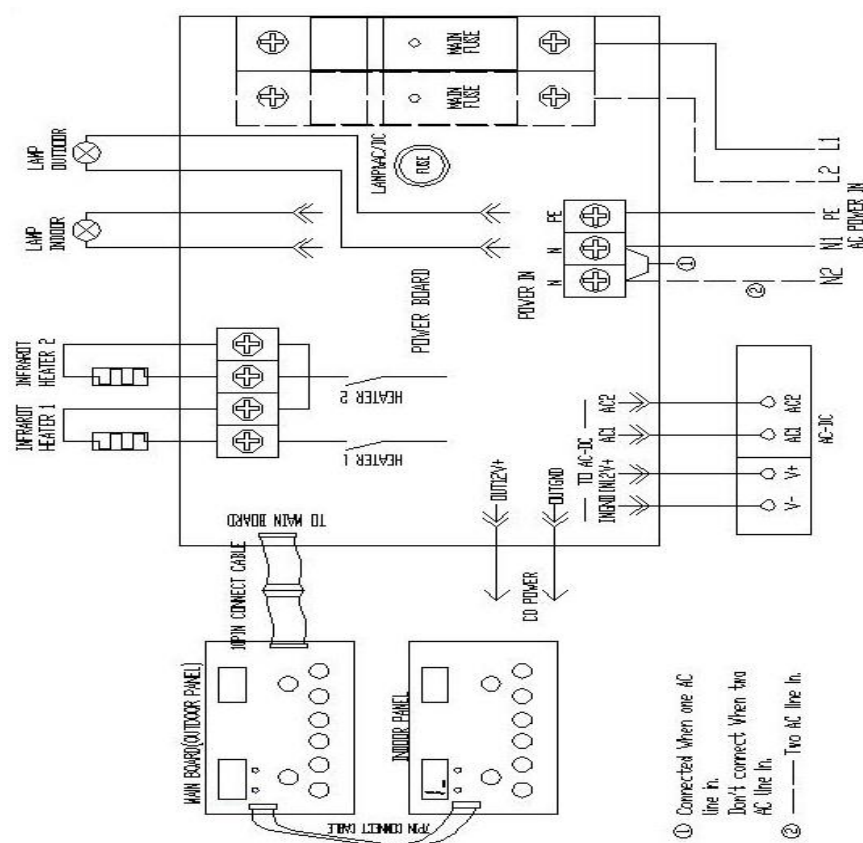 MAIN FUSE
MAIN FUSE
LAMP&AC/DC
FUSE
LAMP OUTDOOR
LAMP INDOOR
L1
L2
PE
N1
N2
AC POWER IN
PE
N
N
POWER IN
①
②
POWER BOARD
INFRAROT HEATER 2
INFRAROT HEATER 1
HEATER 2
HEATER 1
TO MAIN BOARD
10PIN CONNECT CABLE
OUT12V+
OUTGND
CD POWER
TO AC-DC
AC2
AC1
IN12V+
INGND
AC2
AC1
V+
V-
AC-DC
MAIN BOARD(OUTDOOR PANEL)
INDOOR PANEL
7PIN CONNECT CABLE
① Connected When one AC
line in.
Don't connect When two
AC line In.
② Two AC line In.